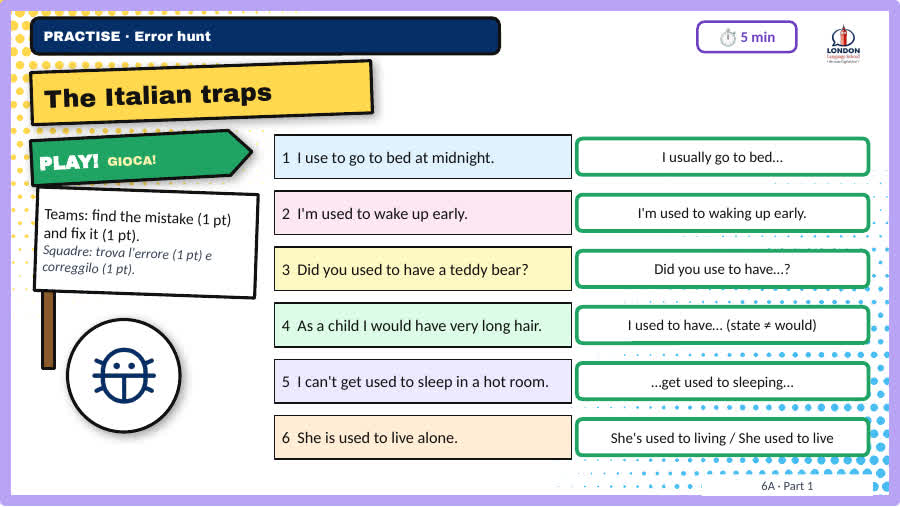 PRACTISE · Error hunt
5 min
LONDON
Language School
The Italian traps
PLAY! GIOCA!
Teams: find the mistake (1 pt)
and fix it (1 pt).
Squadre: trova l'errore (1 pt) e
correggilo (1 pt).
1 I use to go to bed at midnight.
I usually go to bed...
2 I'm used to wake up early.
I'm used to waking up early.
3 Did you used to have a teddy bear?
Did you use to have...?
4 As a child I would have very long hair.
I used to have... (state ≠ would)
5 I can't get used to sleep in a hot room.
...get used to sleeping...
6 She is used to live alone.
She's used to living / She used to live
6A · Part 1